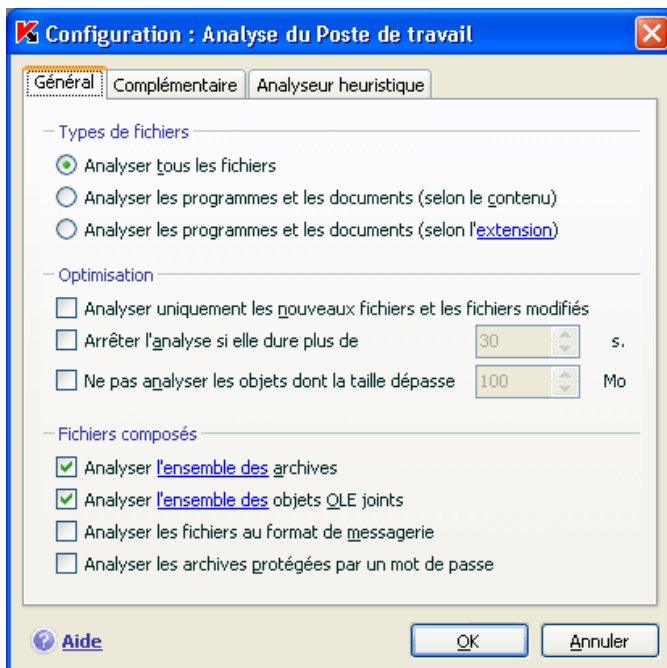 Configuration : Analyse du Poste de travail
Général Complémentaire Analyseur heuristique
Types de fichiers
Analyser tous les fichiers
Analyser les programmes et les documents (selon le contenu)
Analyser les programmes et les documents (selon l'extension)
Optimisation
Analyser uniquement les nouveaux fichiers et les fichiers modifiés
Arrêter l'analyse si elle dure plus de 30 s.
Ne pas analyser les objets dont la taille dépasse 100 Mo
Fichiers composés
Analyser l'ensemble des archives
Analyser l'ensemble des objets OLE joints
Analyser les fichiers au format de messagerie
Analyser les archives protégées par un mot de passe
Aide OK Annuler